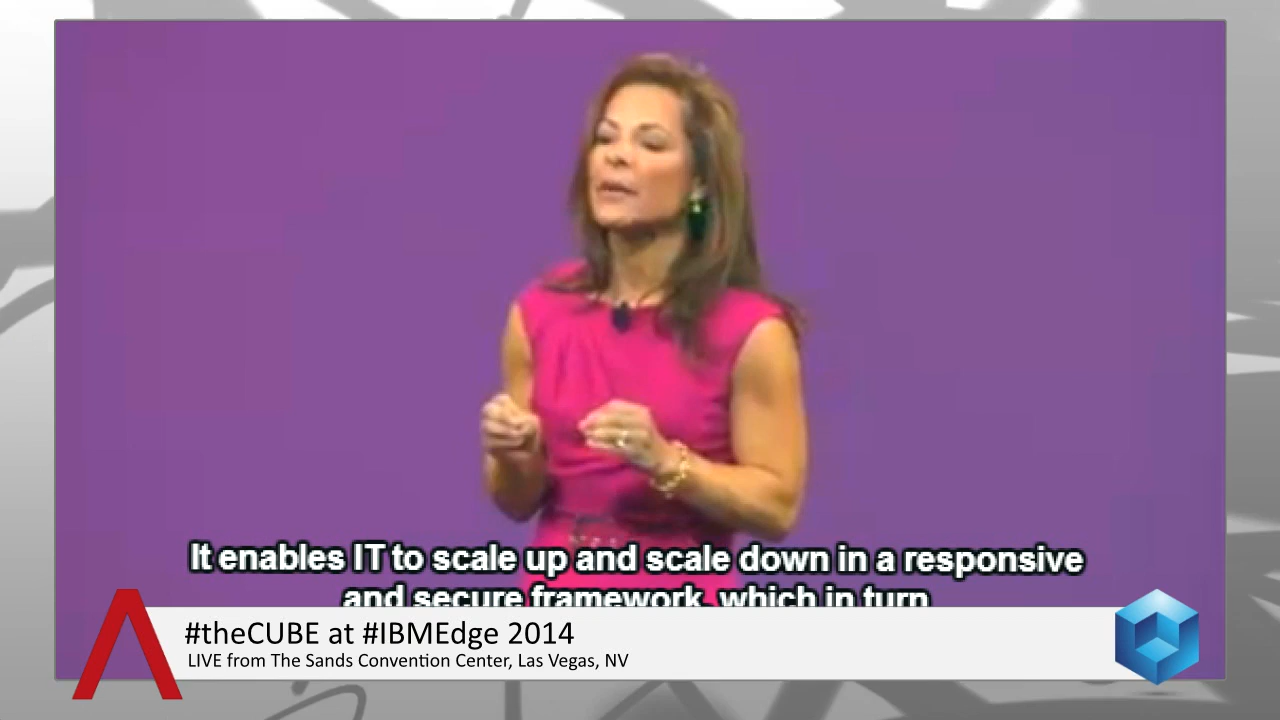 It enables IT to scale up and scale down in a responsive
and secure framework, which in turn
#theCUBE at #IBMEdge 2014
LIVE from The Sands Convention Center, Las Vegas, NV